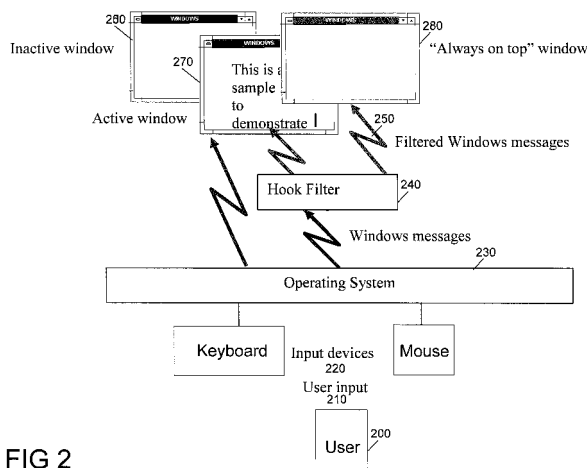 260
WINDOWS
280
WINDOWS
Inactive window
"Always on top" window
270
WINDOWS
This is a
sample
to
demonstrate
Active window
250
Filtered Windows messages
Hook Filter
240
Windows messages
230
Operating System
Keyboard
Input devices
220
Mouse
User input
210
User
200
FIG 2